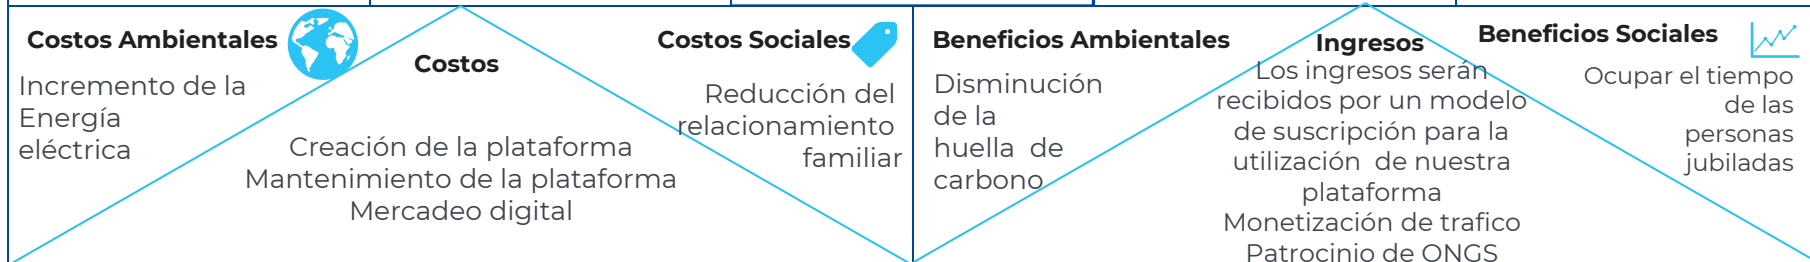 Costos Ambientales
Incremento de la
Energía
eléctrica
Costos
Creación de la plataforma
Mantenimiento de la plataforma
Mercadeo digital
Costos Sociales
Reducción del
relacionamiento
familiar
Beneficios Ambientales
Disminución
de la
huella de
carbono
Ingresos
Los ingresos serán
recibidos por un modelo
de suscripción para la
utilización de nuestra
plataforma
Monetización de trafico
Patrocinio de ONGS
Beneficios Sociales
Ocupar el tiempo
de las
personas
jubiladas